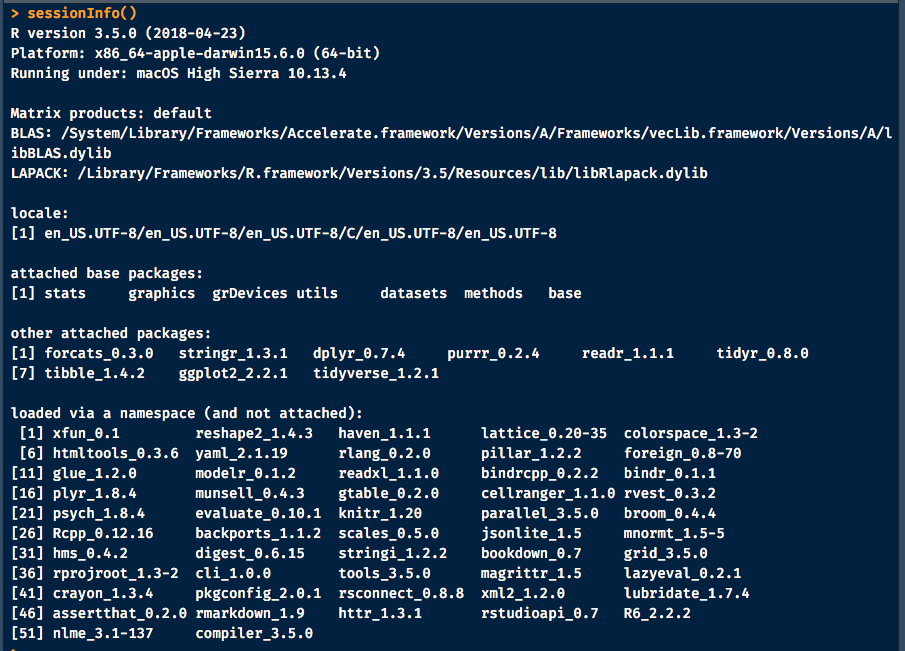 > sessionInfo()
R version 3.5.0 (2018-04-23)
Platform: x86_64-apple-darwin15.6.0 (64-bit)
Running under: macOS High Sierra 10.13.4

Matrix products: default
BLAS: /System/Library/Frameworks/Accelerate.framework/Versions/A/Frameworks/vecLib.framework/Versions/A/l
ibBLAS.dylib
LAPACK: /Library/Frameworks/R.framework/Versions/3.5/Resources/lib/libRlapack.dylib

locale:
[1] en_US.UTF-8/en_US.UTF-8/en_US.UTF-8/C/en_US.UTF-8/en_US.UTF-8

attached base packages:
[1] stats     graphics  grDevices utils     datasets  methods   base

other attached packages:
[1] forcats_0.3.0   stringr_1.3.1   dplyr_0.7.4     purrr_0.2.4     readr_1.1.1     tidyr_0.8.0
[7] tibble_1.4.2    ggplot2_2.2.1   tidyverse_1.2.1

loaded via a namespace (and not attached):
 [1] xfun_0.1         reshape2_1.4.3   haven_1.1.1      lattice_0.20-35  colorspace_1.3-2
 [6] htmltools_0.3.6  yaml_2.1.19      rlang_0.2.0      pillar_1.2.2     foreign_0.8-70
[11] glue_1.2.0       modelr_0.1.2     readxl_1.1.0     bindrcpp_0.2.2   bindr_0.1.1
[16] plyr_1.8.4       munsell_0.4.3    gtable_0.2.0     cellranger_1.1.0 rvest_0.3.2
[21] psych_1.8.4      evaluate_0.10.1  knitr_1.20       parallel_3.5.0   broom_0.4.4
[26] Rcpp_0.12.16     backports_1.1.2  scales_0.5.0     jsonlite_1.5     mnormt_1.5-5
[31] hms_0.4.2        digest_0.6.15    stringi_1.2.2    bookdown_0.7     grid_3.5.0
[36] rprojroot_1.3-2  cli_1.0.0        tools_3.5.0      magrittr_1.5     lazyeval_0.2.1
[41] crayon_1.3.4     pkgconfig_2.0.1  rsconnect_0.8.8  xml2_1.2.0       lubridate_1.7.4
[46] assertthat_0.2.0 rmarkdown_1.9    httr_1.3.1       rstudioapi_0.7   R6_2.2.2
[51] nlme_3.1-137     compiler_3.5.0